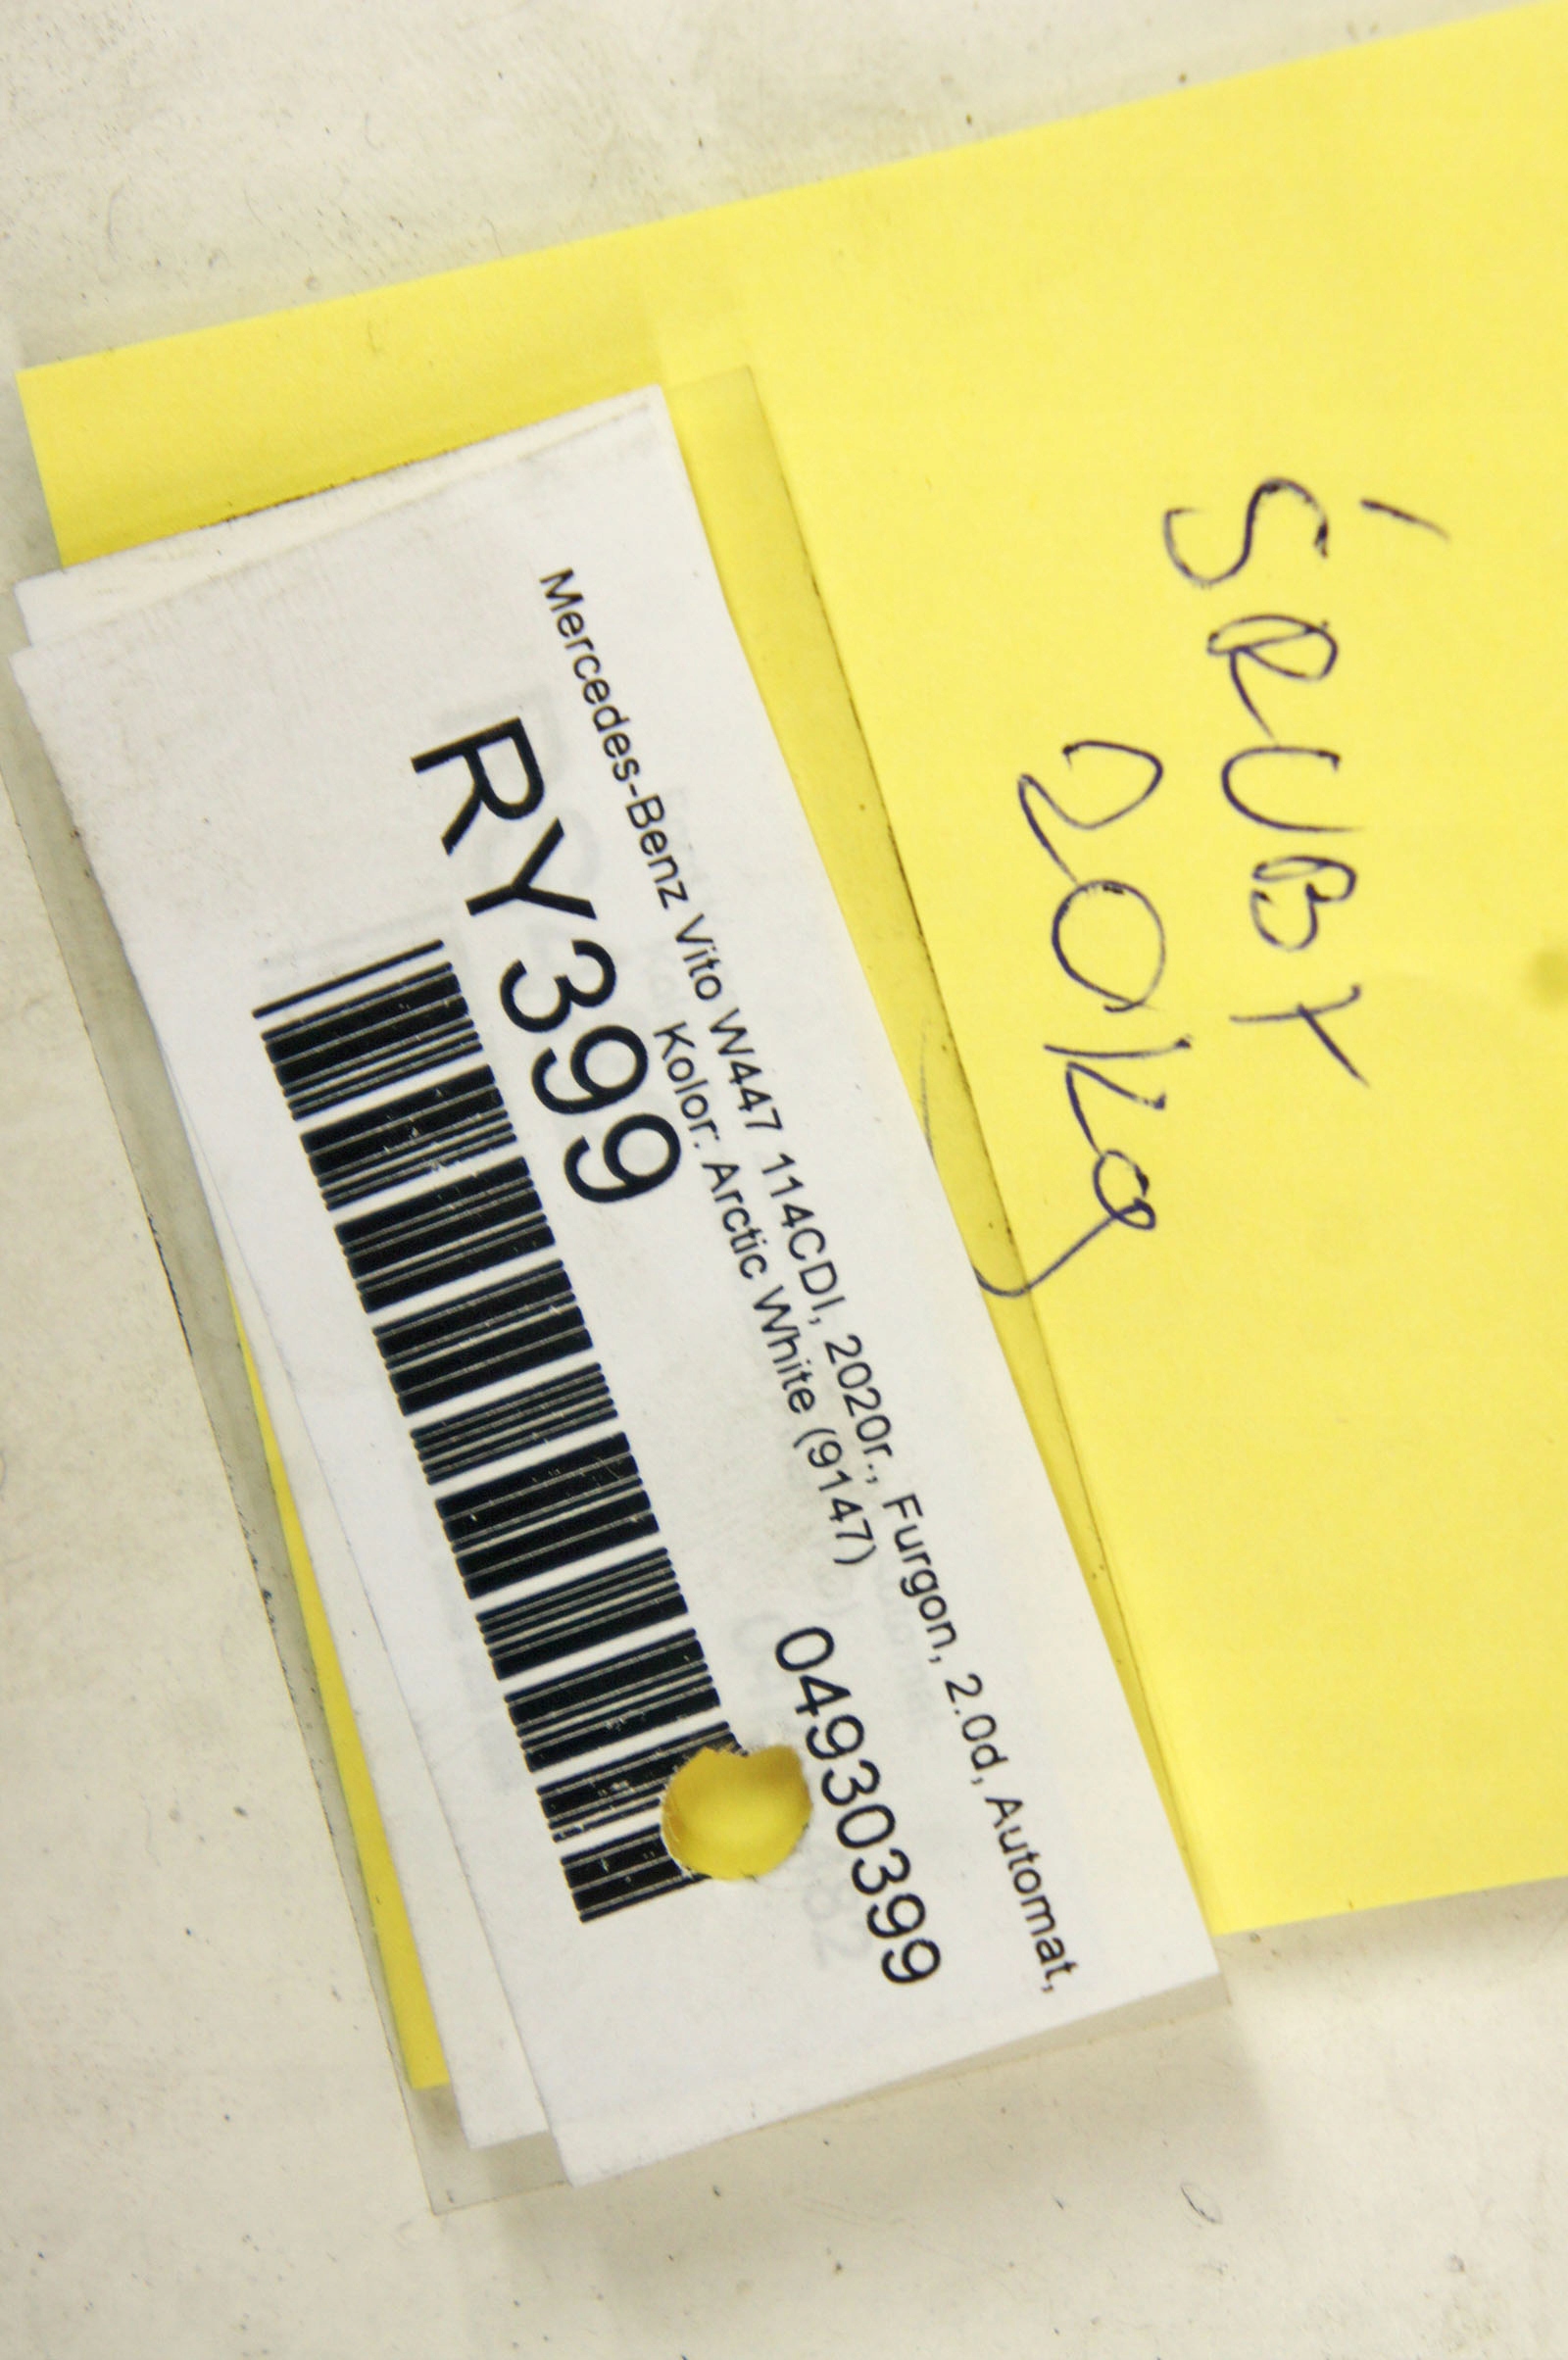 ŚRUBY
20kg
Mercedes-Benz Vito W447 114CDI, 2020r., Furgon, 2.0d, Automat,
Kolor: Arctic White (9147)
RY399
04930399